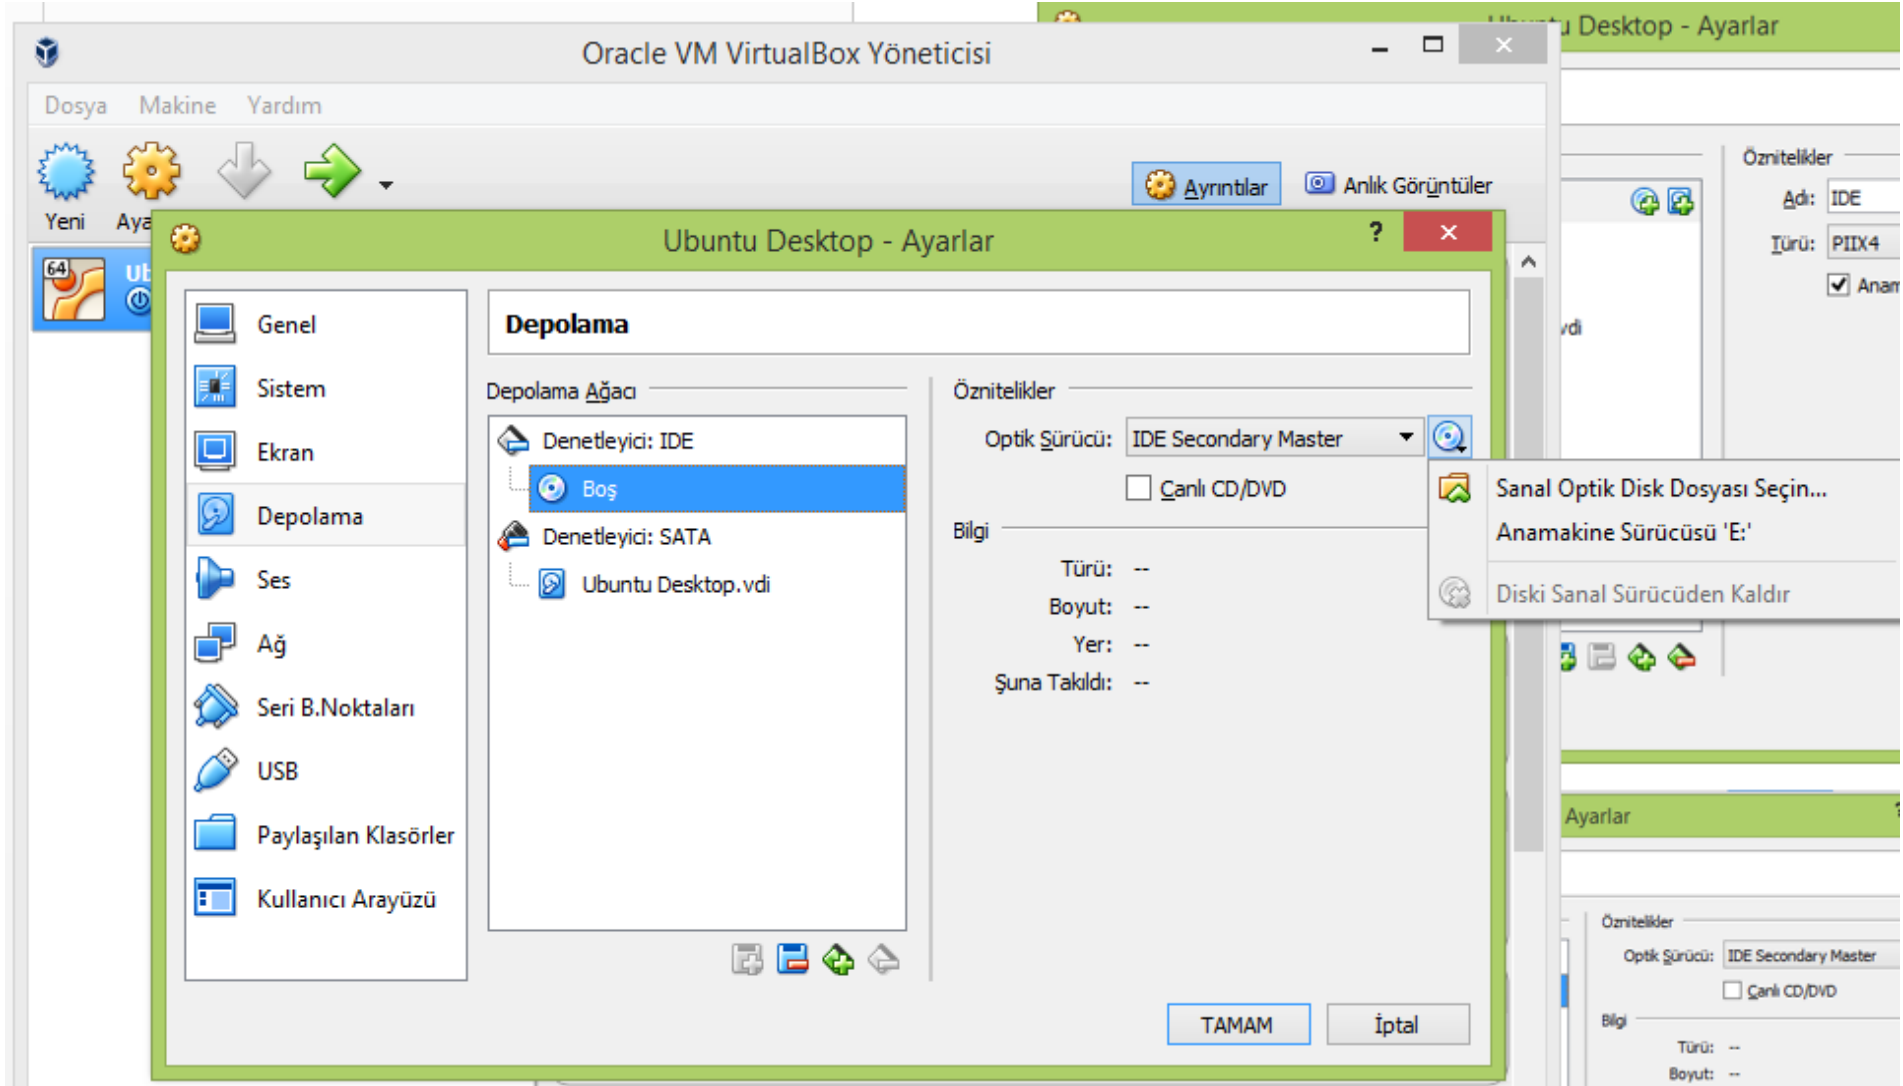 Ubuntu Desktop - Ayarlar
Oracle VM VirtualBox Yöneticisi
Dosya Makine Yardım
Yeni
Ayrıntılar
Anlık Görüntüler
64
Ubuntu Desktop - Ayarlar ?
Genel
Sistem
Ekran
Depolama
Ses
Ağ
Seri B.Noktaları
USB
Paylaşılan Klasörler
Kullanıcı Arayüzü
Depolama
Depolama Ağacı
Denetleyici: IDE
Boş
Denetleyici: SATA
Ubuntu Desktop.vdi
Öznitelikler
Optik Sürücü: IDE Secondary Master
Canlı CD/DVD
Bilgi
Türü: --
Boyut: --
Yer: --
Şuna Takıldı: --
Sanal Optik Disk Dosyası Seçin...
Anamakine Sürücüsü 'E:'
Diski Sanal Sürücüden Kaldır
TAMAM İptal
Öznitelikler
Adı: IDE
Türü: PIIX4
vdi
Ayarlar
Öznitelikler
Optik Sürücü: IDE Secondary Master
Canlı CD/DVD
Bilgi
Türü: --
Boyut: --